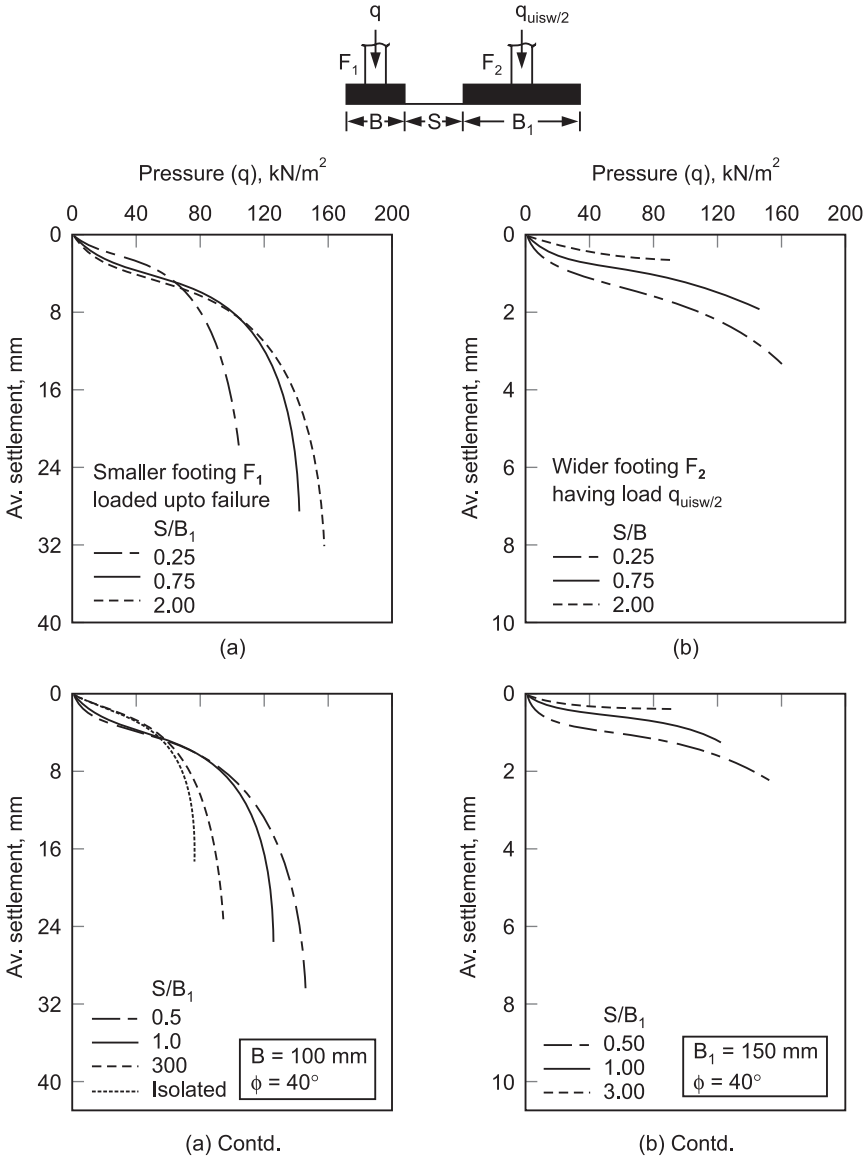 q
q_uisw/2
F₁
F₂
B
S
B₁
Pressure (q), kN/m²
0 40 80 120 160 200
0
8
16
24
32
40
Av. settlement, mm
Smaller footing F₁
loaded upto failure
S/B₁
0.25
0.75
2.00
(a)
Pressure (q), kN/m²
0 40 80 120 160 200
0
2
4
6
8
10
Av. settlement, mm
Wider footing F₂
having load q_uisw/2
S/B
0.25
0.75
2.00
(b)
0
8
16
24
32
40
Av. settlement, mm
S/B₁
0.5
1.0
300
Isolated
B = 100 mm
ϕ = 40°
(a) Contd.
0
2
4
6
8
10
Av. settlement, mm
S/B₁
0.50
1.00
3.00
B₁ = 150 mm
ϕ = 40°
(b) Contd.